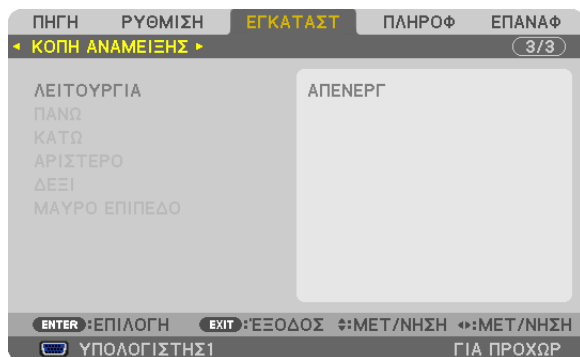 ΠΗΓΗ ΡΥΘΜΙΣΗ ΕΓΚΑΤΑΣΤ ΠΛΗΡΟΦ ΕΠΑΝΑΦ
◂ ΚΟΠΗ ΑΝΑΜΕΙΞΗΣ ▸ 3/3
ΛΕΙΤΟΥΡΓΙΑ ΑΠΕΝΕΡΓ
ΠΑΝΩ
ΚΑΤΩ
ΑΡΙΣΤΕΡΟ
ΔΕΞΙ
ΜΑΥΡΟ ΕΠΙΠΕΔΟ
ENTER :ΕΠΙΛΟΓΗ EXIT :ΈΞΟΔΟΣ :ΜΕΤ/ΝΗΣΗ :ΜΕΤ/ΝΗΣΗ
ΥΠΟΛΟΓΙΣΤΗΣ1 ΓΙΑ ΠΡΟΧΩΡ